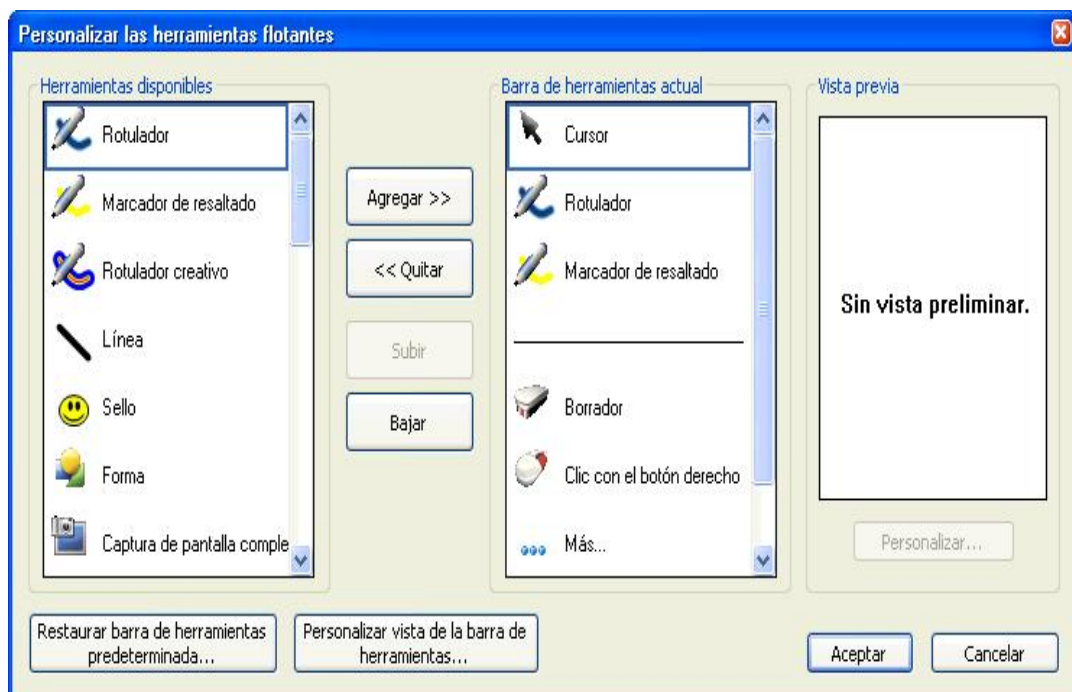 Personalizar las herramientas flotantes
Herramientas disponibles
Rotulador
Marcador de resaltado
Rotulador creativo
Línea
Sello
Forma
Captura de pantalla comple
Agregar >>
<< Quitar
Subir
Bajar
Barra de herramientas actual
Cursor
Rotulador
Marcador de resaltado
Borrador
Clic con el botón derecho
Más...
Vista previa
Sin vista preliminar.
Personalizar...
Restaurar barra de herramientas
predeterminada...
Personalizar vista de la barra de
herramientas...
Aceptar
Cancelar